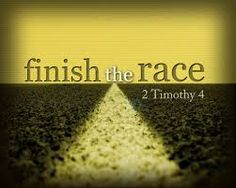 finish the race
2 Timothy 4